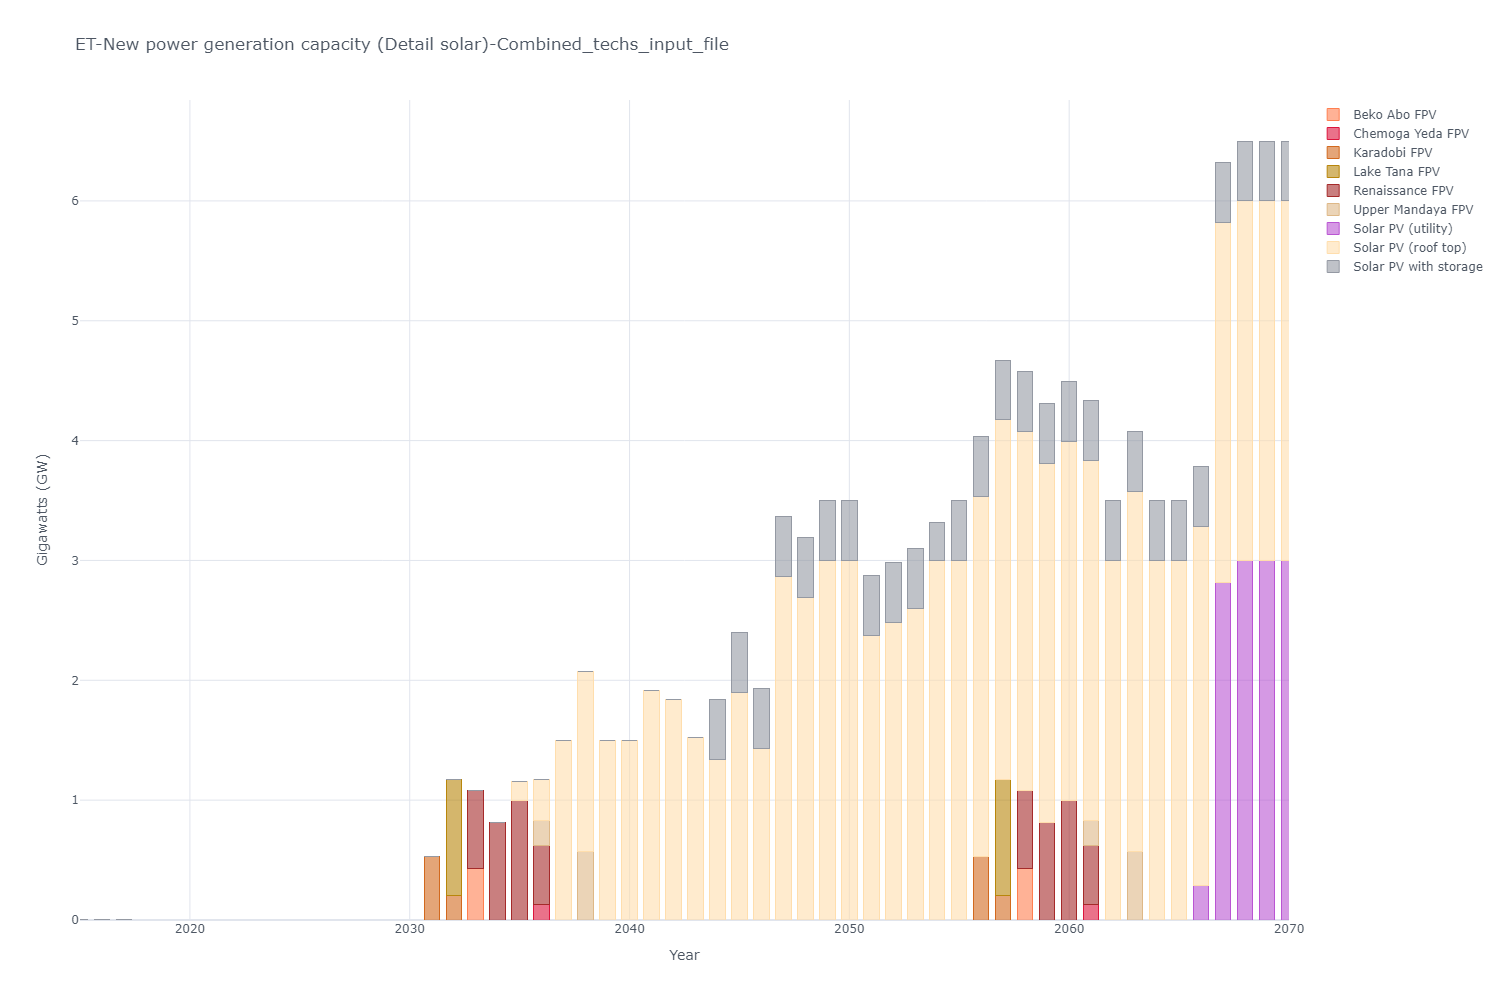 ET-New power generation capacity (Detail solar)-Combined_techs_input_file
Beko Abo FPV
Chemoga Yeda FPV
Karadobi FPV
Lake Tana FPV
Renaissance FPV
Upper Mandaya FPV
Solar PV (utility)
Solar PV (roof top)
Solar PV with storage
Gigawatts (GW)
6
5
4
3
2
1
0
2020
2030
2040
2050
2060
2070
Year